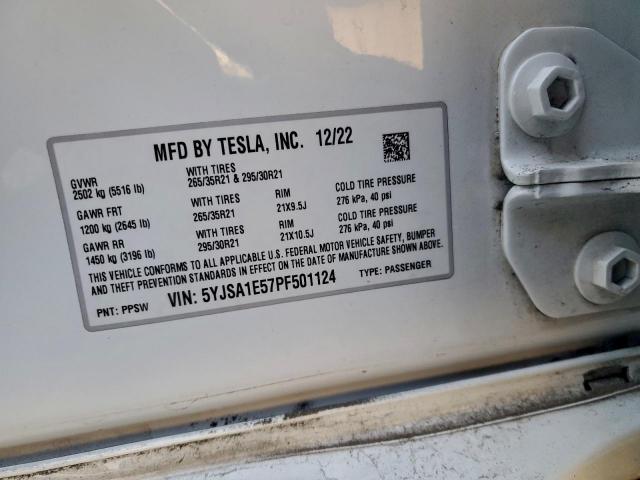 MFD BY TESLA, INC. 12/22
GVWR
2502 kg (5516 lb)
WITH TIRES
265/35R21 & 295/30R21
GAWR FRT
1200 kg (2645 lb)
WITH TIRES
265/35R21
RIM
21X9.5J
COLD TIRE PRESSURE
276 kPa, 40 psi
GAWR RR
1450 kg (3196 lb)
WITH TIRES
295/30R21
RIM
21X10.5J
COLD TIRE PRESSURE
276 kPa, 40 psi
THIS VEHICLE CONFORMS TO ALL APPLICABLE U.S. FEDERAL MOTOR VEHICLE SAFETY, BUMPER
AND THEFT PREVENTION STANDARDS IN EFFECT ON THE DATE OF MANUFACTURE SHOWN ABOVE.
PNT: PPSW
VIN: 5YJSA1E57PF501124
TYPE: PASSENGER